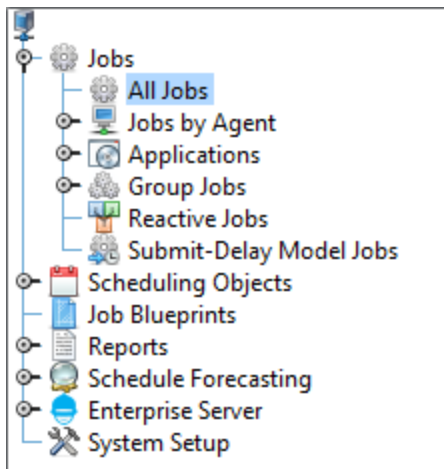 Jobs
All Jobs
Jobs by Agent
Applications
Group Jobs
Reactive Jobs
Submit-Delay Model Jobs
Scheduling Objects
Job Blueprints
Reports
Schedule Forecasting
Enterprise Server
System Setup